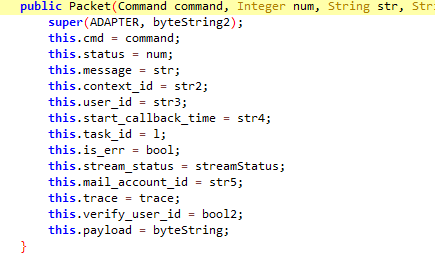 public Packet(Command command, Integer num, String str, Str
super(ADAPTER, byteString2);
this.cmd = command;
this.status = num;
this.message = str;
this.context_id = str2;
this.user_id = str3;
this.start_callback_time = str4;
this.task_id = l;
this.is_err = bool;
this.stream_status = streamStatus;
this.mail_account_id = str5;
this.trace = trace;
this.verify_user_id = bool2;
this.payload = byteString;
}